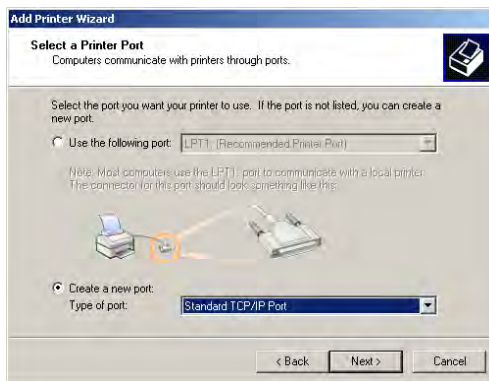 Add Printer Wizard
Select a Printer Port
Computers communicate with printers through ports.
Select the port you want your printer to use. If the port is not listed, you can create a
new port.
Use the following port: LPT1: (Recommended Printer Port)
Note: Most computers use the LPT1: port to communicate with a local printer.
The connector for this port should look something like this:
Create a new port:
Type of port: Standard TCP/IP Port
< Back Next > Cancel